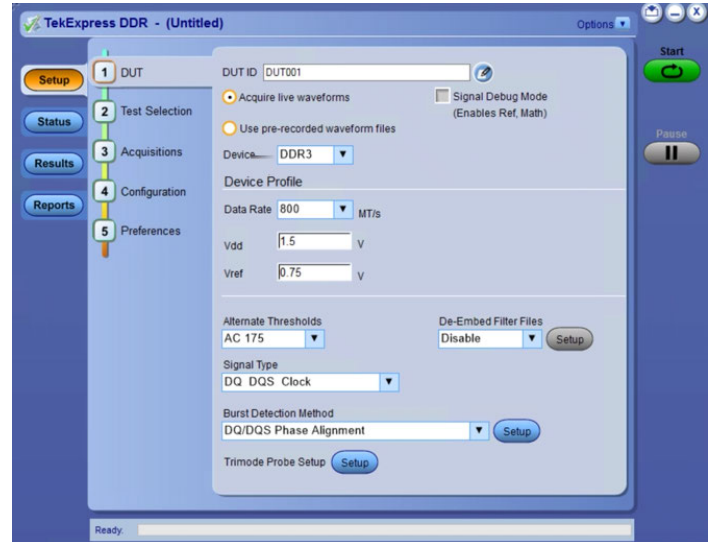 TekExpress DDR - (Untitled)
Options
Start
Pause
Setup
Status
Results
Reports
1 DUT
2 Test Selection
3 Acquisitions
4 Configuration
5 Preferences
DUT ID DUT001
Acquire live waveforms
Signal Debug Mode
(Enables Ref, Math)
Use pre-recorded waveform files
Device DDR3
Device Profile
Data Rate 800 MT/s
Vdd 1.5 V
Vref 0.75 V
Alternate Thresholds
De-Embed Filter Files
AC 175
Disable
Setup
Signal Type
DQ DQS Clock
Burst Detection Method
DQ/DQS Phase Alignment
Setup
Trimode Probe Setup Setup
Ready.